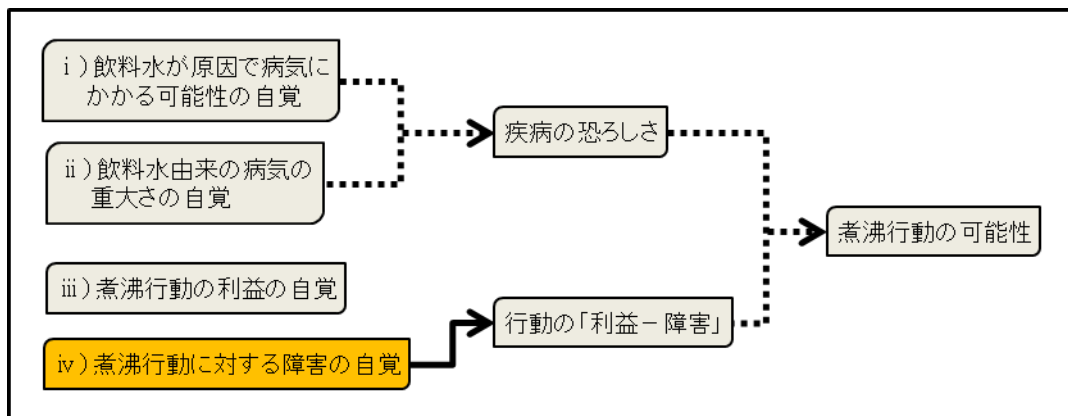 ⅰ)飲料水が原因で病気に
かかる可能性の自覚
ⅱ)飲料水由来の病気の
重大さの自覚
ⅲ)煮沸行動の利益の自覚
ⅳ)煮沸行動に対する障害の自覚
疾病の恐ろしさ
行動の「利益－障害」
煮沸行動の可能性